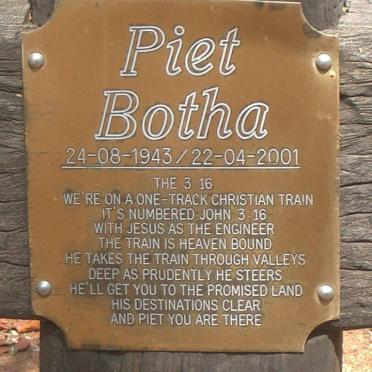 Piet
Botha
24-08-1943/22-04-2001
THE 3 16
WE'RE ON A ONE-TRACK CHRISTIAN TRAIN
IT'S NUMBERED JOHN 3:16
WITH JESUS AS THE ENGINEER
THE TRAIN IS HEAVEN BOUND
HE TAKES THE TRAIN THROUGH VALLEYS
DEEP AS PRUDENTLY HE STEERS
HE'LL GET YOU TO THE PROMISED LAND
HIS DESTINATIONS CLEAR
AND PIET YOU ARE THERE